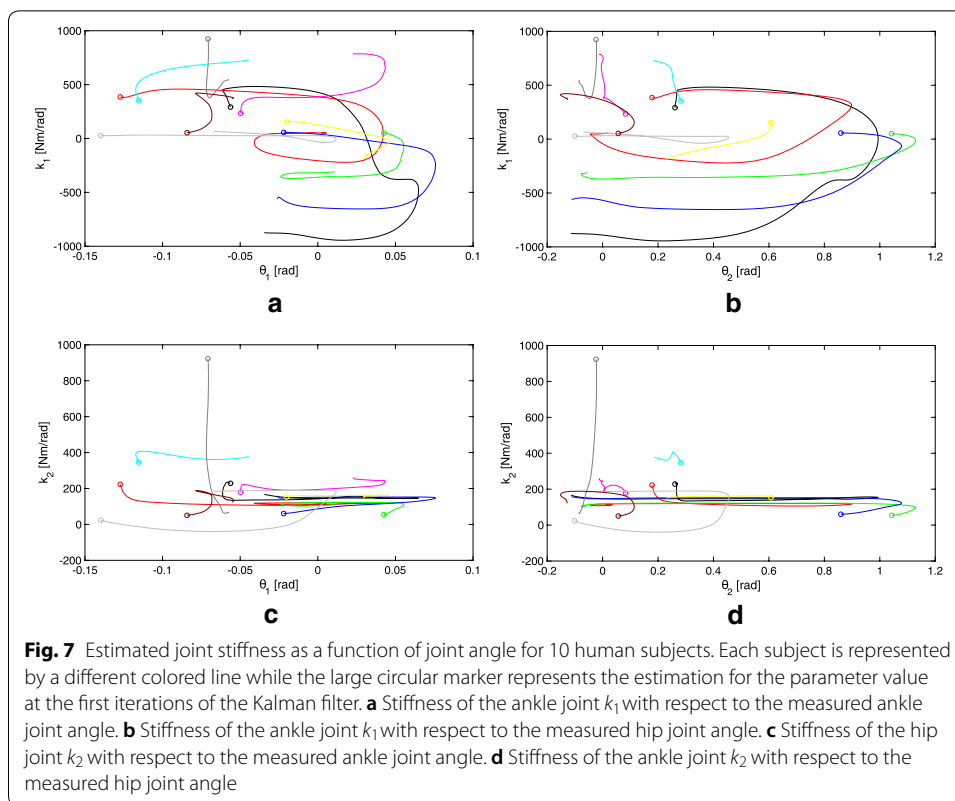 1000
500
0
-500
-1000
k1 [Nm/rad]
-0.15 -0.1 -0.05 0 0.05 0.1
θ1 [rad]
a
1000
500
0
-500
-1000
k1 [Nm/rad]
-0.2 0 0.2 0.4 0.6 0.8 1 1.2
θ2 [rad]
b
1000
800
600
400
200
0
-200
k2 [Nm/rad]
-0.15 -0.1 -0.05 0 0.05 0.1
θ1 [rad]
c
1000
800
600
400
200
0
-200
k2 [Nm/rad]
-0.2 0 0.2 0.4 0.6 0.8 1 1.2
θ2 [rad]
d
Fig. 7 Estimated joint stiffness as a function of joint angle for 10 human subjects. Each subject is represented
by a different colored line while the large circular marker represents the estimation for the parameter value
at the first iterations of the Kalman filter. a Stiffness of the ankle joint k1 with respect to the measured ankle
joint angle. b Stiffness of the ankle joint k1 with respect to the measured hip joint angle. c Stiffness of the hip
joint k2 with respect to the measured ankle joint angle. d Stiffness of the ankle joint k2 with respect to the
measured hip joint angle